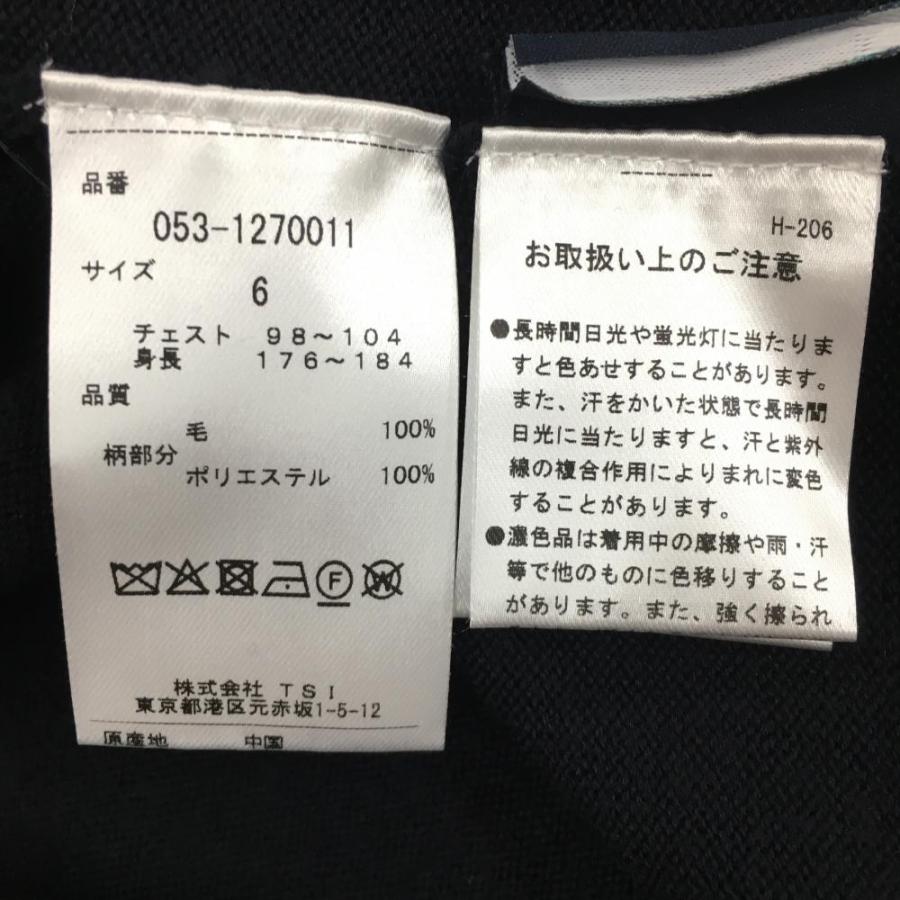 品番
053-1270011
サイズ
6
チェスト 98～104
身長 176～184
品質
毛 100%
柄部分
ポリエステル 100%
F
W
株式会社 TSI
東京都港区元赤坂1-5-12
原産地 中国
H-206
お取扱い上のご注意
●長時間日光や蛍光灯に当たりま
すと色あせすることがあります。
また、汗をかいた状態で長時間
日光に当たりますと、汗と紫外
線の複合作用によりまれに変色
することがあります。
●濃色品は着用中の摩擦や雨・汗
等で他のものに色移りすること
があります。また、強く擦られ